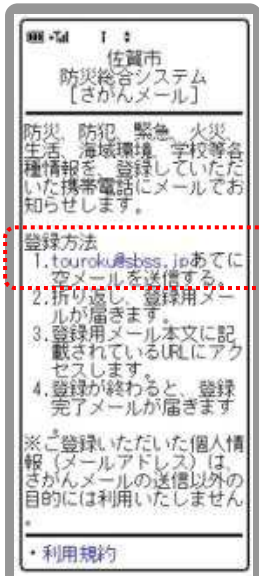 佐賀市
防災総合システム
[さがんメール]
防災、防犯、緊急、火災、
生活、海域環境、学校等各
種情報を、登録していただ
いた携帯電話にメールでお
知らせします。
登録方法
1.touroku@sbss.jpあてに
空メールを送信する。
2.折り返し、登録用メー
ルが届きます。
3.登録用メール本文に記
載されているURLにアク
セスします。
4.登録が終わると、登録
完了メールが届きます
。
※ご登録いただいた個人情
報(メールアドレス)は、
さがんメールの送信以外の
目的には利用いたしません
。
・利用規約